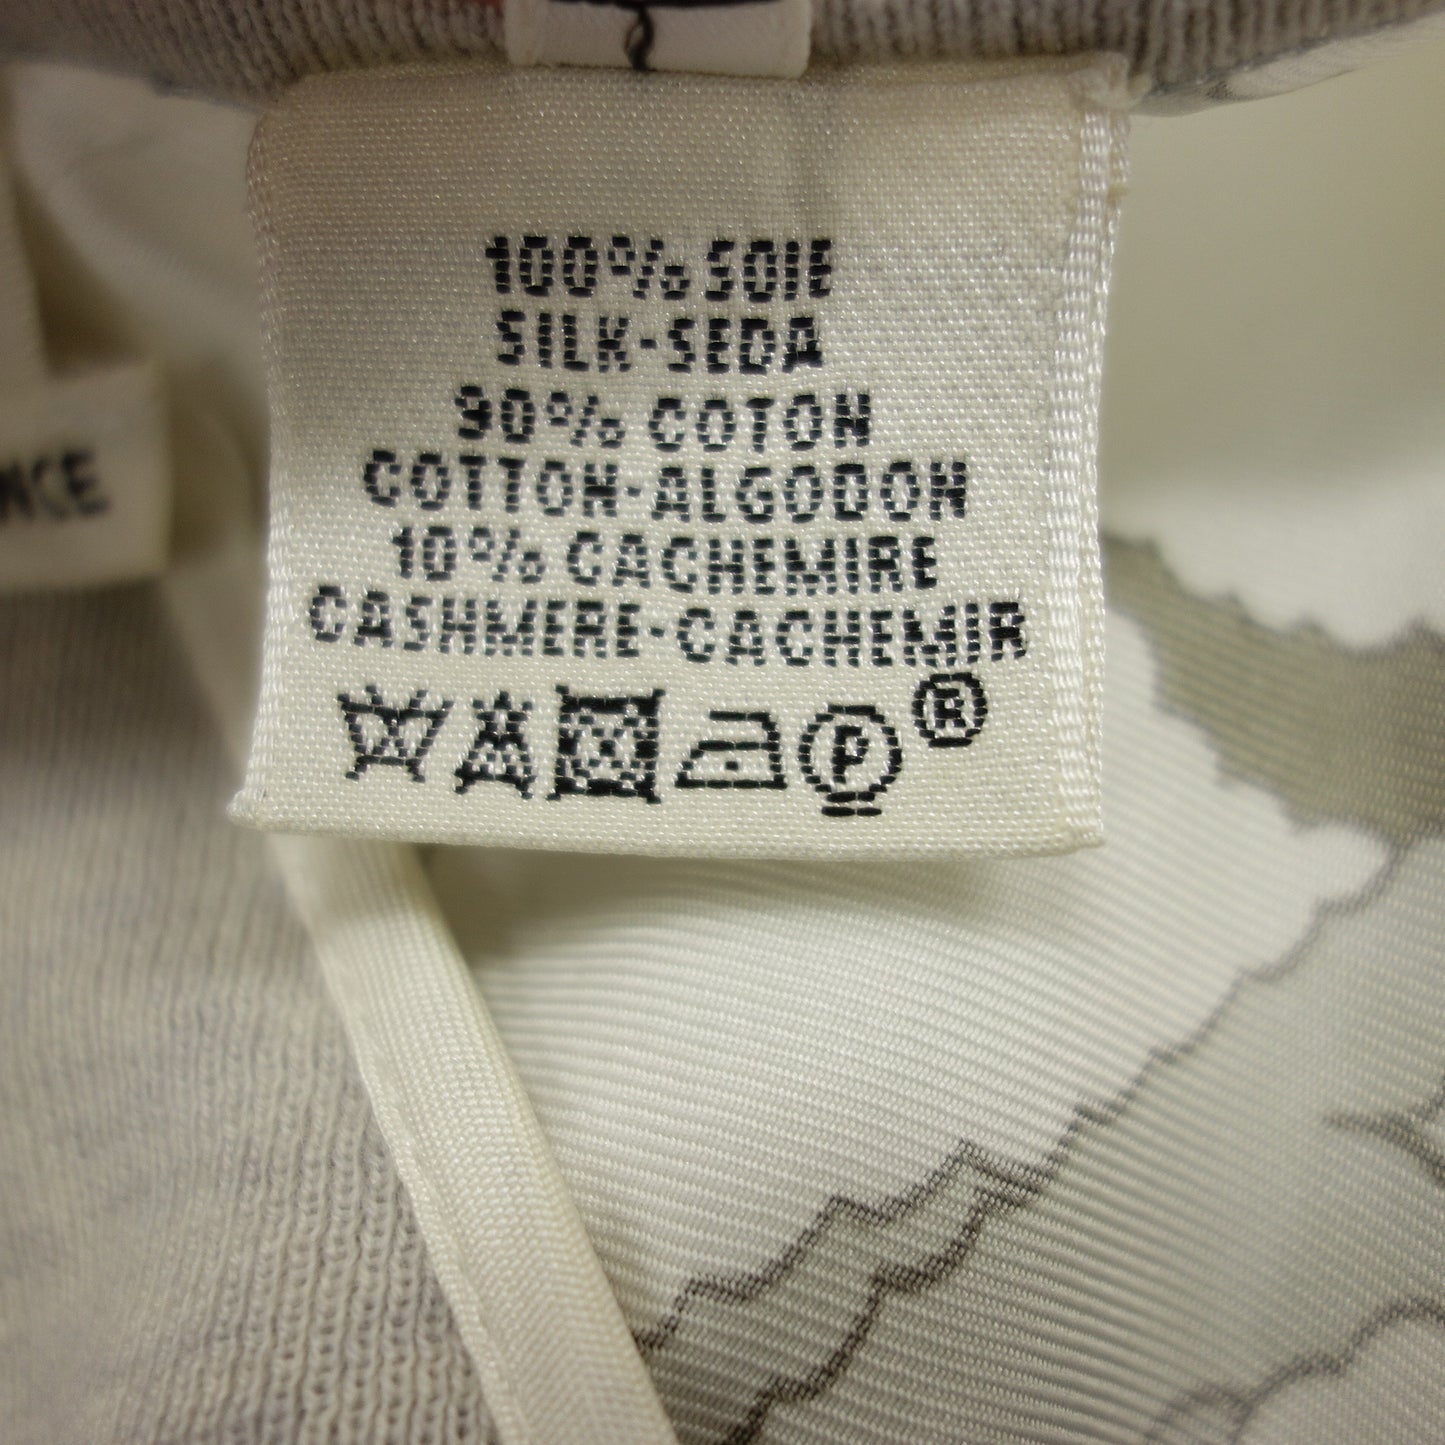 100% SOIE
SILK-SEDA
90% COTON
COTTON-ALGODON
10% CACHEMIRE
CASHMERE-CACHEMIR
P ®